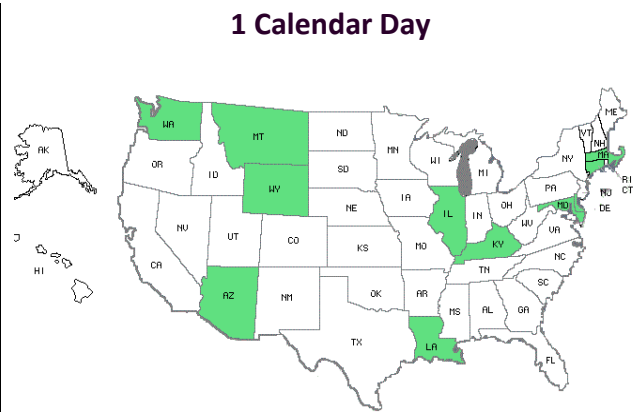 1 Calendar Day
ME
WA
VT
MT
ND
NH
AK
MN
MA
OR
WI
NY
ID
SD
MI
RI
WY
PA
CT
IA
NE
OH
DE
MD
IL
IN
NV
WV
UT
VA
CO
KS
MO
KY
CA
NC
HI
TN
OK
AR
SC
AZ
NM
MS
AL
GA
TX
LA
FL